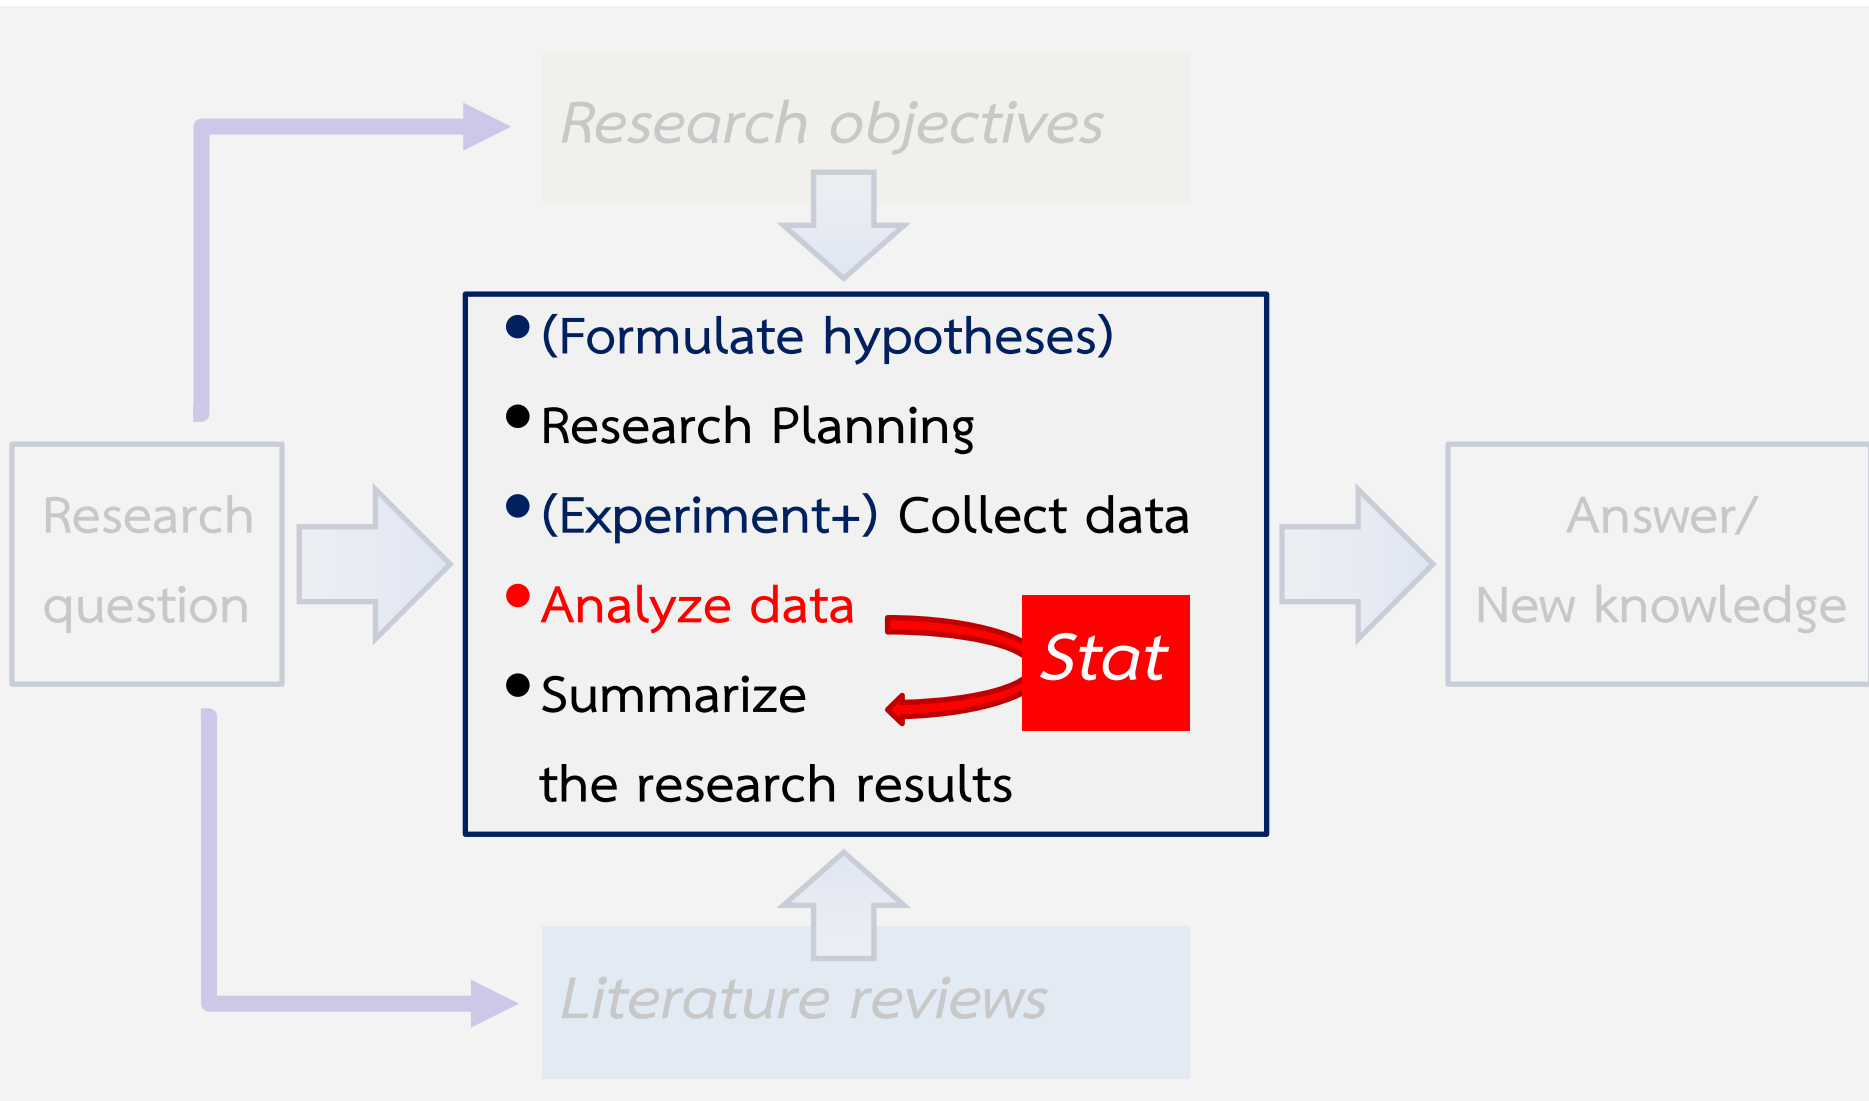 Research objectives
• (Formulate hypotheses)
• Research Planning
• (Experiment+) Collect data
• Analyze data
• Summarize
the research results
Stat
Research
question
Answer/
New knowledge
Literature reviews